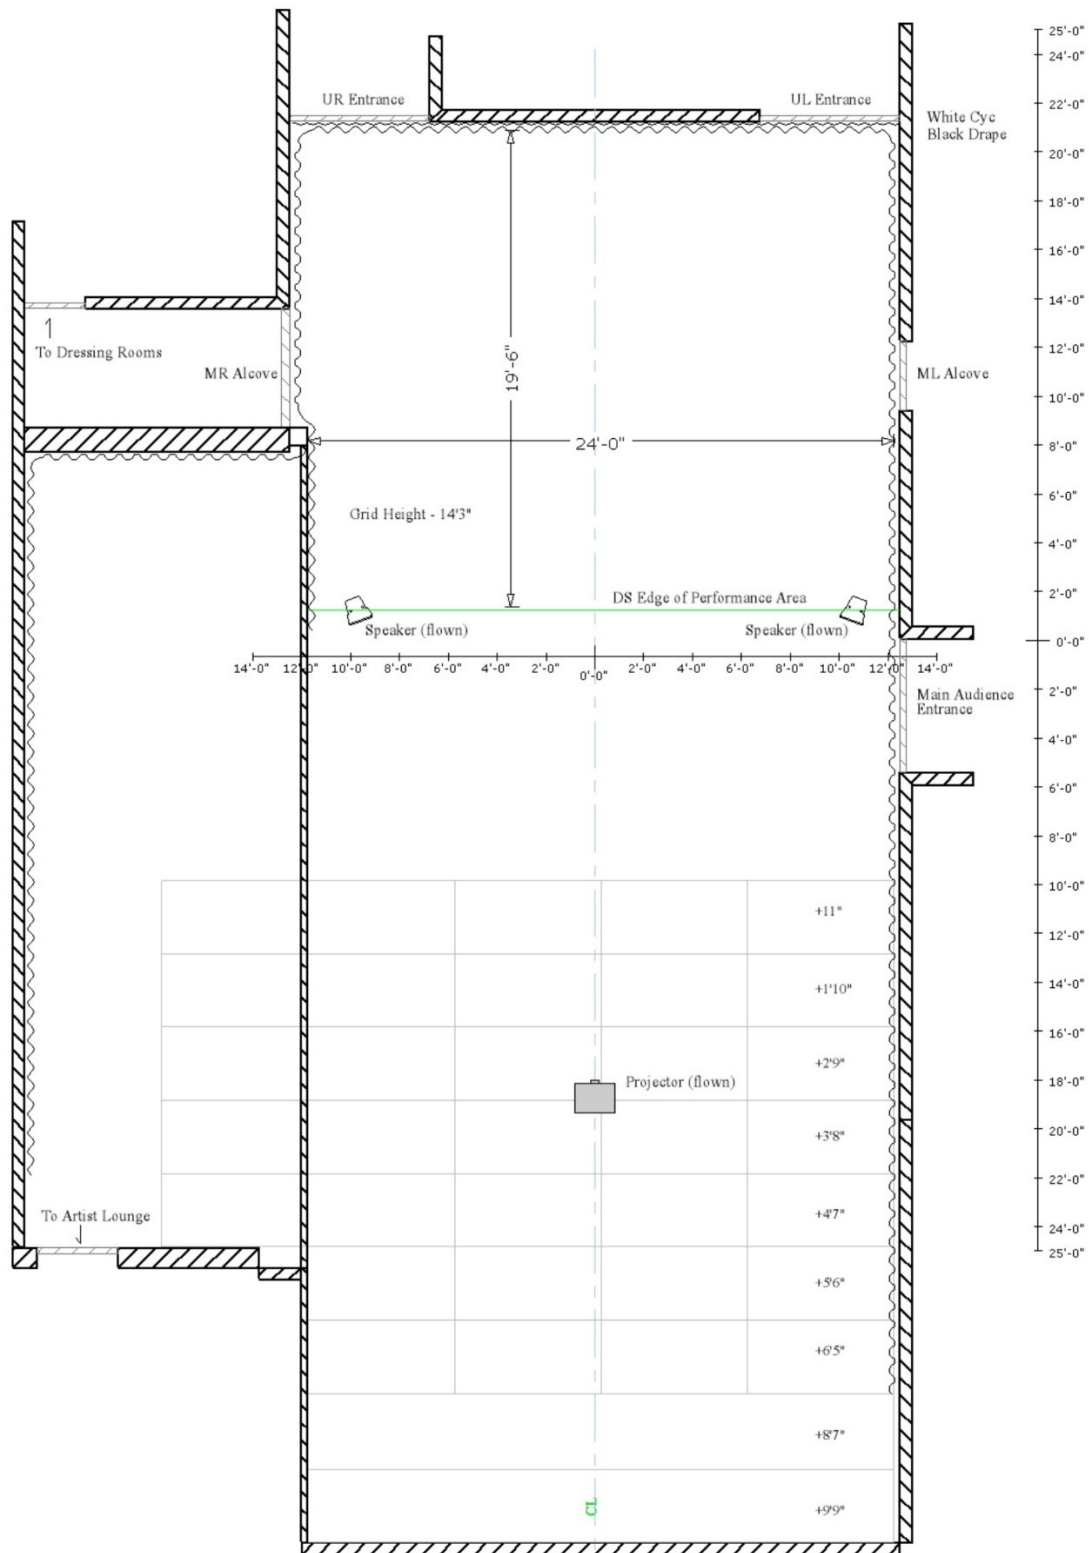 25'-0"
24'-0"
UR Entrance
UL Entrance
22'-0"
White Cyc
Black Drape
20'-0"
18'-0"
16'-0"
14'-0"
1
To Dressing Rooms
MR Alcove
19'-6"
12'-0"
ML Alcove
10'-0"
24'-0"
8'-0"
6'-0"
Grid Height - 14'3"
4'-0"
DS Edge of Performance Area
2'-0"
Speaker (flown)
Speaker (flown)
0'-0"
14'-0" 12'-0" 10'-0" 8'-0" 6'-0" 4'-0" 2'-0" 0'-0" 2'-0" 4'-0" 6'-0" 8'-0" 10'-0" 12'-0" 14'-0"
Main Audience
Entrance
2'-0"
4'-0"
6'-0"
8'-0"
10'-0"
+11"
12'-0"
+1'10"
14'-0"
16'-0"
+2'9"
Projector (flown)
18'-0"
+3'8"
20'-0"
22'-0"
To Artist Lounge
+4'7"
24'-0"
25'-0"
+5'6"
+6'5"
+8'7"
CL
+9'9"